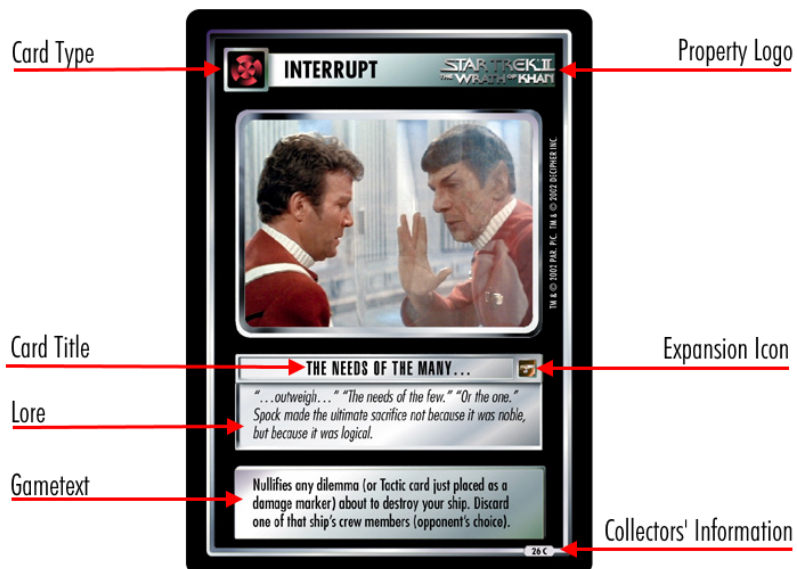 Card Type
INTERRUPT
STAR TREK II
THE WRATH OF KHAN
Property Logo
TM & © 2002 PAR. PIC. TM & © 2002 DECIPHER INC.
Card Title
THE NEEDS OF THE MANY...
Expansion Icon
Lore
"...outweigh..." "The needs of the few." "Or the one."
Spock made the ultimate sacrifice not because it was noble,
but because it was logical.
Gametext
Nullifies any dilemma (or Tactic card just placed as a
damage marker) about to destroy your ship. Discard
one of that ship's crew members (opponent's choice).
Collectors' Information
26 C